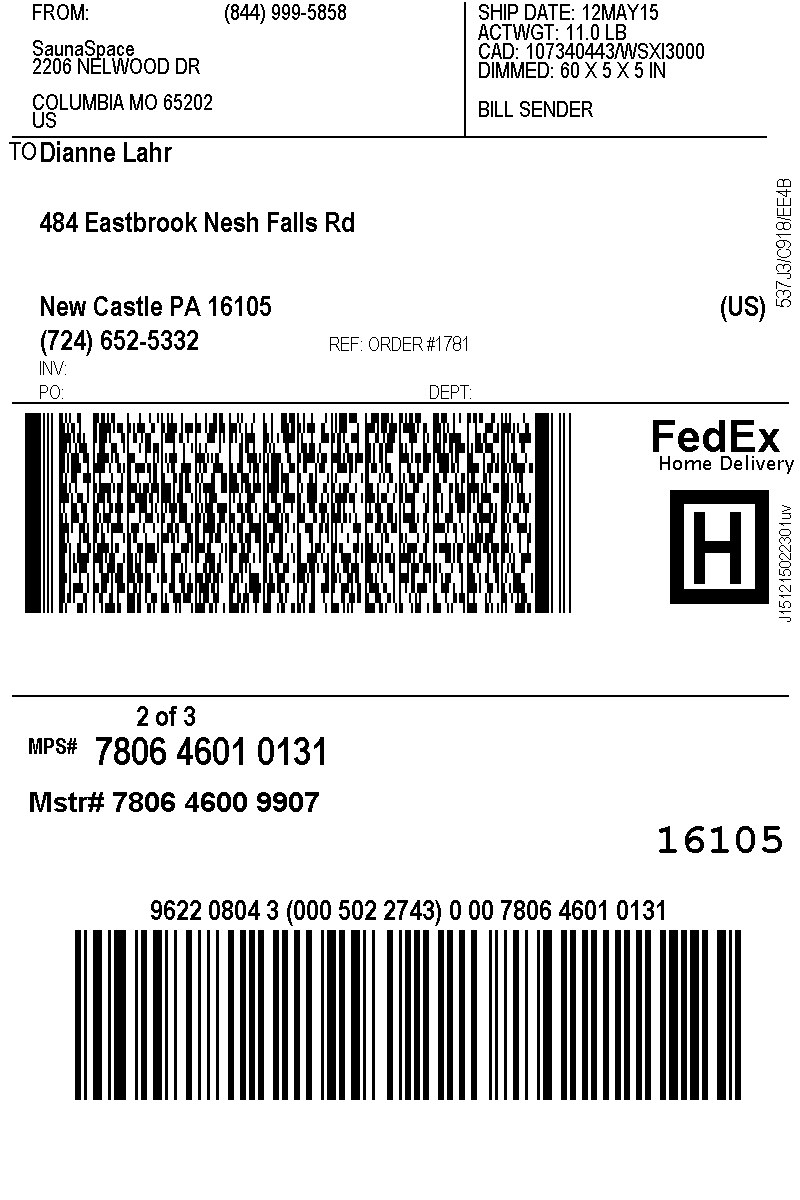 FROM: (844) 999-5858
SaunaSpace
2206 NELWOOD DR
COLUMBIA MO 65202
US
SHIP DATE: 12MAY15
ACTWGT: 11.0 LB
CAD: 107340443/WSXI3000
DIMMED: 60 X 5 X 5 IN
BILL SENDER
TO Dianne Lahr
484 Eastbrook Nesh Falls Rd
New Castle PA 16105 (US)
(724) 652-5332 REF: ORDER #1781
INV:
PO: DEPT:
537J3/C918/EE4B
FedEx
Home Delivery
H
J151215022301uv
2 of 3
MPS# 7806 4601 0131
Mstr# 7806 4600 9907
16105
9622 0804 3 (000 502 2743) 0 00 7806 4601 0131